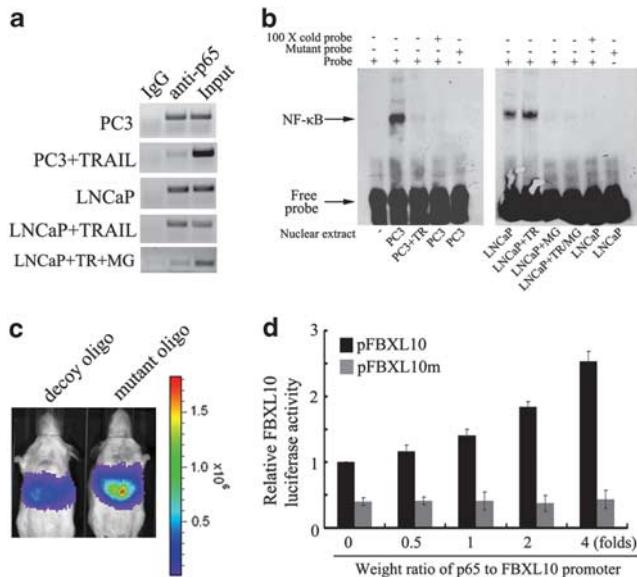 a
IgG
anti-p65
Input
PC3
PC3+TRAIL
LNCaP
LNCaP+TRAIL
LNCaP+TR+MG
b
100 X cold probe - - - + - - - - - + -
Mutant probe - - - - + - - - - - +
Probe + + + + - + + + + + -
NF-κB
Free probe
Nuclear extract
-
PC3
PC3+TR
PC3
PC3
LNCaP
LNCaP+TR
LNCaP+MG
LNCaP+TR/MG
LNCaP
LNCaP
c
decoy oligo
mutant oligo
1.5
1.0
0.5
×10⁶
d
Relative FBXL10
luciferase activity
3
2
1
0
pFBXL10
pFBXL10m
0 0.5 1 2 4 (folds)
Weight ratio of p65 to FBXL10 promoter